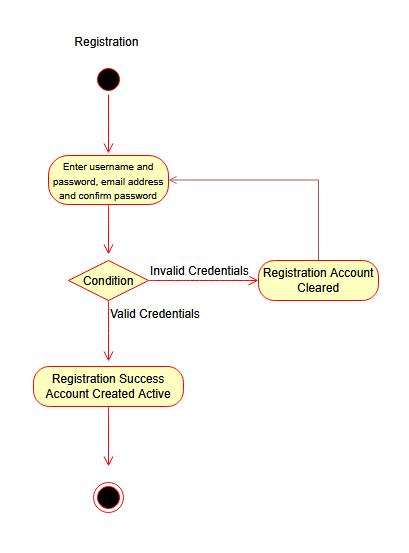 Registration
Enter username and
password, email address
and confirm password
Invalid Credentials
Condition
Registration Account
Cleared
Valid Credentials
Registration Success
Account Created Active